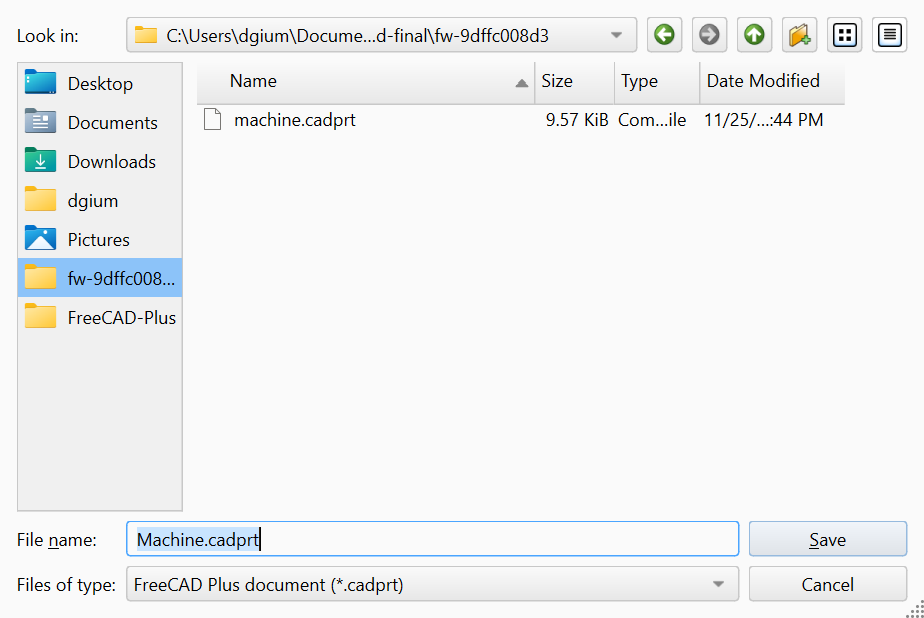 Look in: C:\Users\dgium\Docume...d-final\fw-9dffc008d3
Desktop
Documents
Downloads
dgium
Pictures
fw-9dffc008...
FreeCAD-Plus
Name Size Type Date Modified
machine.cadprt 9.57 KiB Com...ile 11/25/...:44 PM
File name: Machine.cadprt Save
Files of type: FreeCAD Plus document (*.cadprt) Cancel